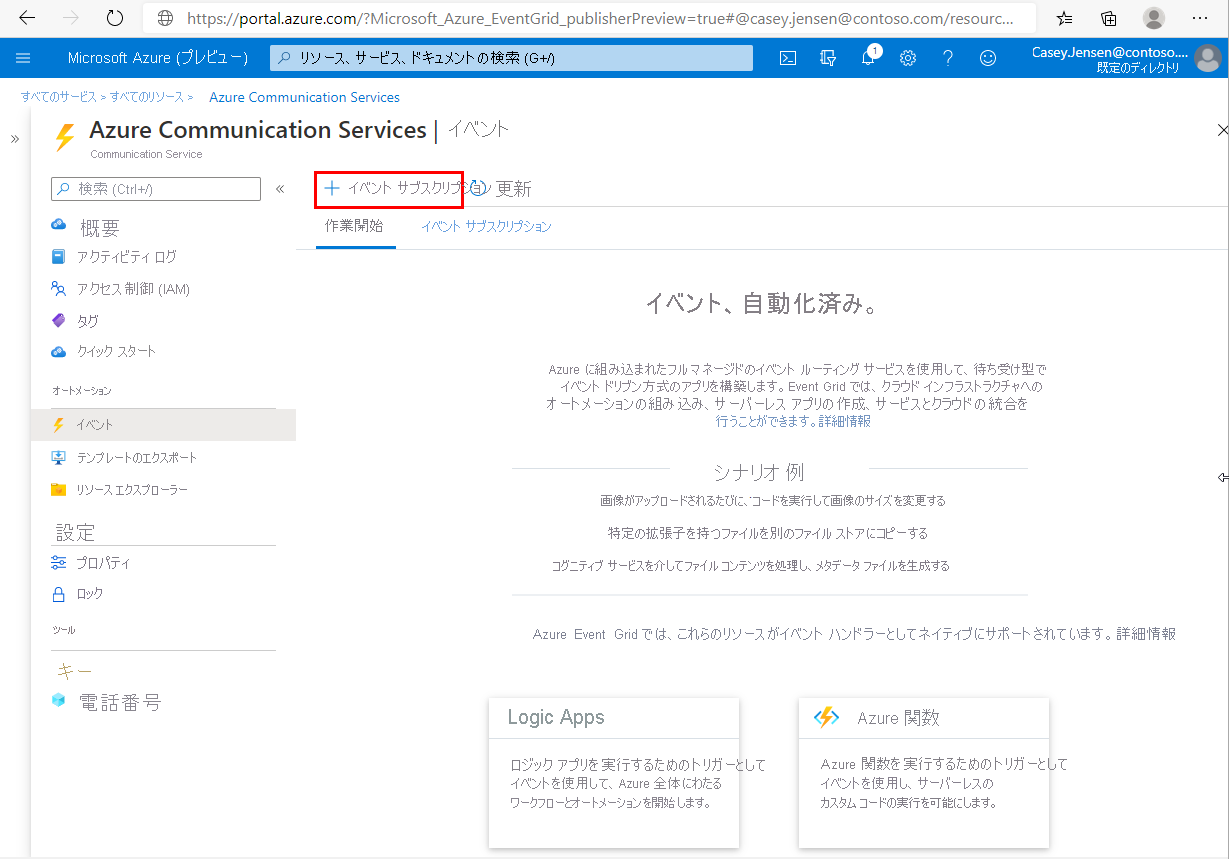 https://portal.azure.com/?Microsoft_Azure_EventGrid_publisherPreview=true#@casey.jensen@contoso.com/resourc...
Microsoft Azure (プレビュー)
リソース、サービス、ドキュメントの検索 (G+/)
1
Casey.Jensen@contoso....
既定のディレクトリ
すべてのサービス > すべてのリソース > Azure Communication Services
Azure Communication Services | イベント
Communication Service
検索 (Ctrl+/)
概要
アクティビティ ログ
アクセス制御 (IAM)
タグ
クイック スタート
オートメーション
イベント
テンプレートのエクスポート
リソース エクスプローラー
設定
プロパティ
ロック
ツール
キー
電話番号
イベント サブスクリプション 更新
作業開始 イベント サブスクリプション
イベント、自動化済み。
Azure に組み込まれたフル マネージドのイベント ルーティング サービスを使用して、待ち受け型で
イベント ドリブン方式のアプリを構築します。Event Grid では、クラウド インフラストラクチャへの
オートメーションの組み込み、サーバーレス アプリの作成、サービスとクラウドの統合を
行うことができます。詳細情報
シナリオ 例
画像がアップロードされるたびに、コードを実行して画像のサイズを変更する
特定の拡張子を持つファイルを別のファイル ストアにコピーする
コグニティブ サービスを介してファイル コンテンツを処理し、メタデータ ファイルを生成する
Azure Event Grid では、これらのリソースがイベント ハンドラーとしてネイティブにサポートされています。詳細情報
Logic Apps
ロジック アプリを実行するためのトリガーとして
イベントを使用して、Azure 全体にわたる
ワークフローとオートメーションを開始します。
Azure 関数
Azure 関数を実行するためのトリガーとして
イベントを使用し、サーバーレスの
カスタム コードの実行を可能にします。